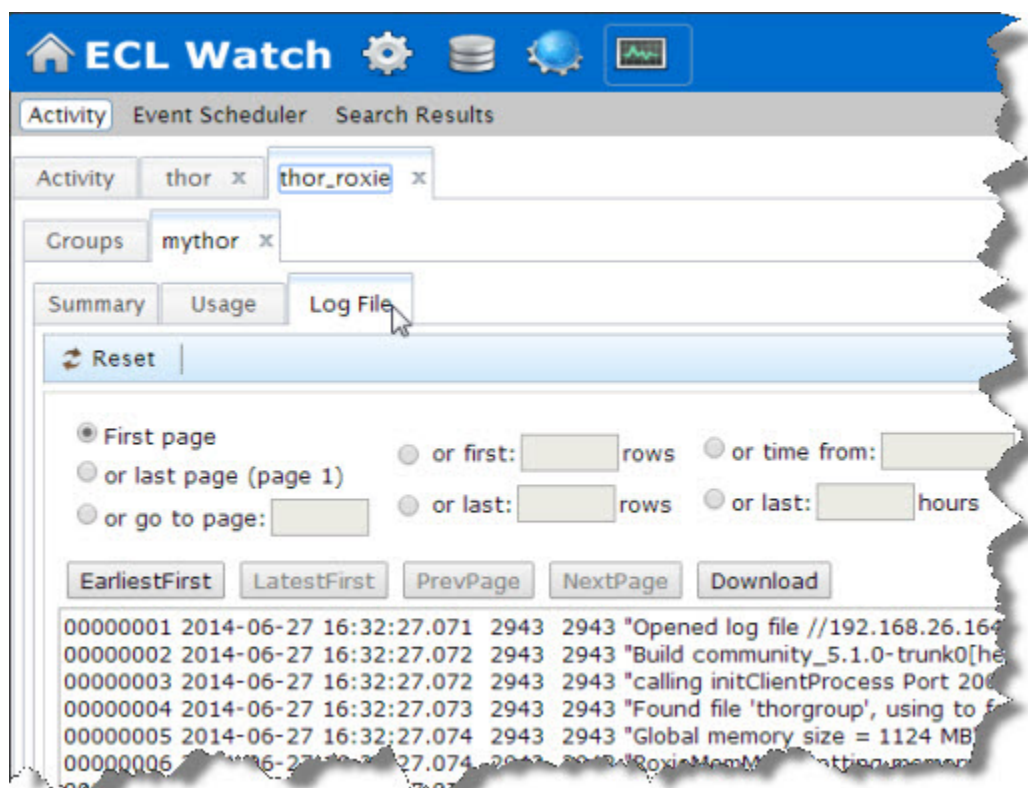 ECL Watch
Activity Event Scheduler Search Results
Activity thor x thor_roxie x
Groups mythor x
Summary Usage Log File
Reset
First page
or last page (page 1)
or go to page:
or first: rows
or last: rows
or time from:
or last: hours
EarliestFirst LatestFirst PrevPage NextPage Download
00000001 2014-06-27 16:32:27.071 2943 2943 "Opened log file //192.168.26.164
00000002 2014-06-27 16:32:27.072 2943 2943 "Build community_5.1.0-trunk0[he
00000003 2014-06-27 16:32:27.072 2943 2943 "calling initClientProcess Port 200
00000004 2014-06-27 16:32:27.073 2943 2943 "Found file 'thorgroup', using to
00000005 2014-06-27 16:32:27.074 2943 2943 "Global memory size = 1124 MB"
00000006 27.074